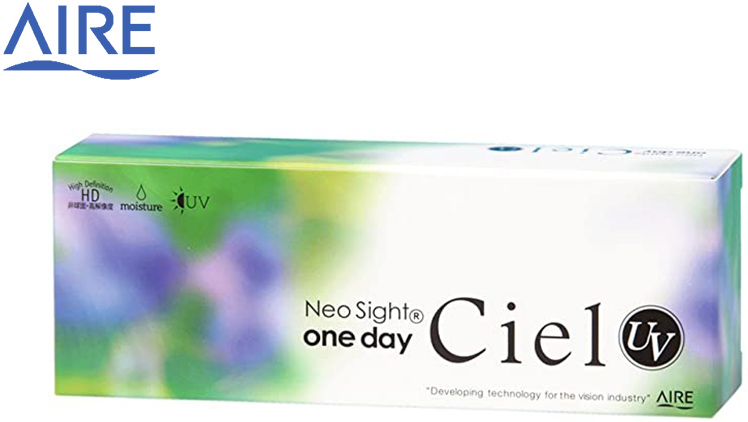 AIRE
High Definition
HD
非球面・高解像度
moisture
UV
Neo Sight®
one day
Ciel
UV
"Developing technology for the vision industry"
AIRE